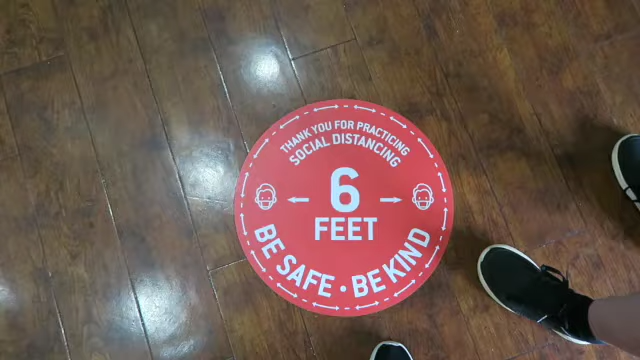 THANK YOU FOR PRACTICING
SOCIAL DISTANCING
6
FEET
BE SAFE • BE KIND